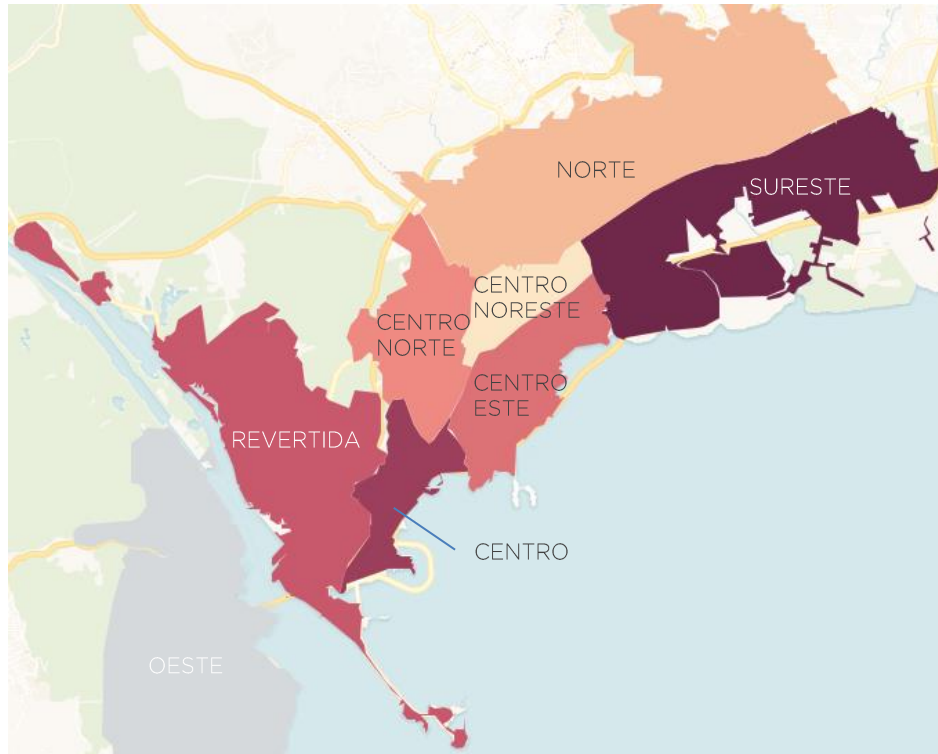 NORTE
SURESTE
CENTRO
NORESTE
CENTRO
NORTE
CENTRO
ESTE
REVERTIDA
CENTRO
OESTE